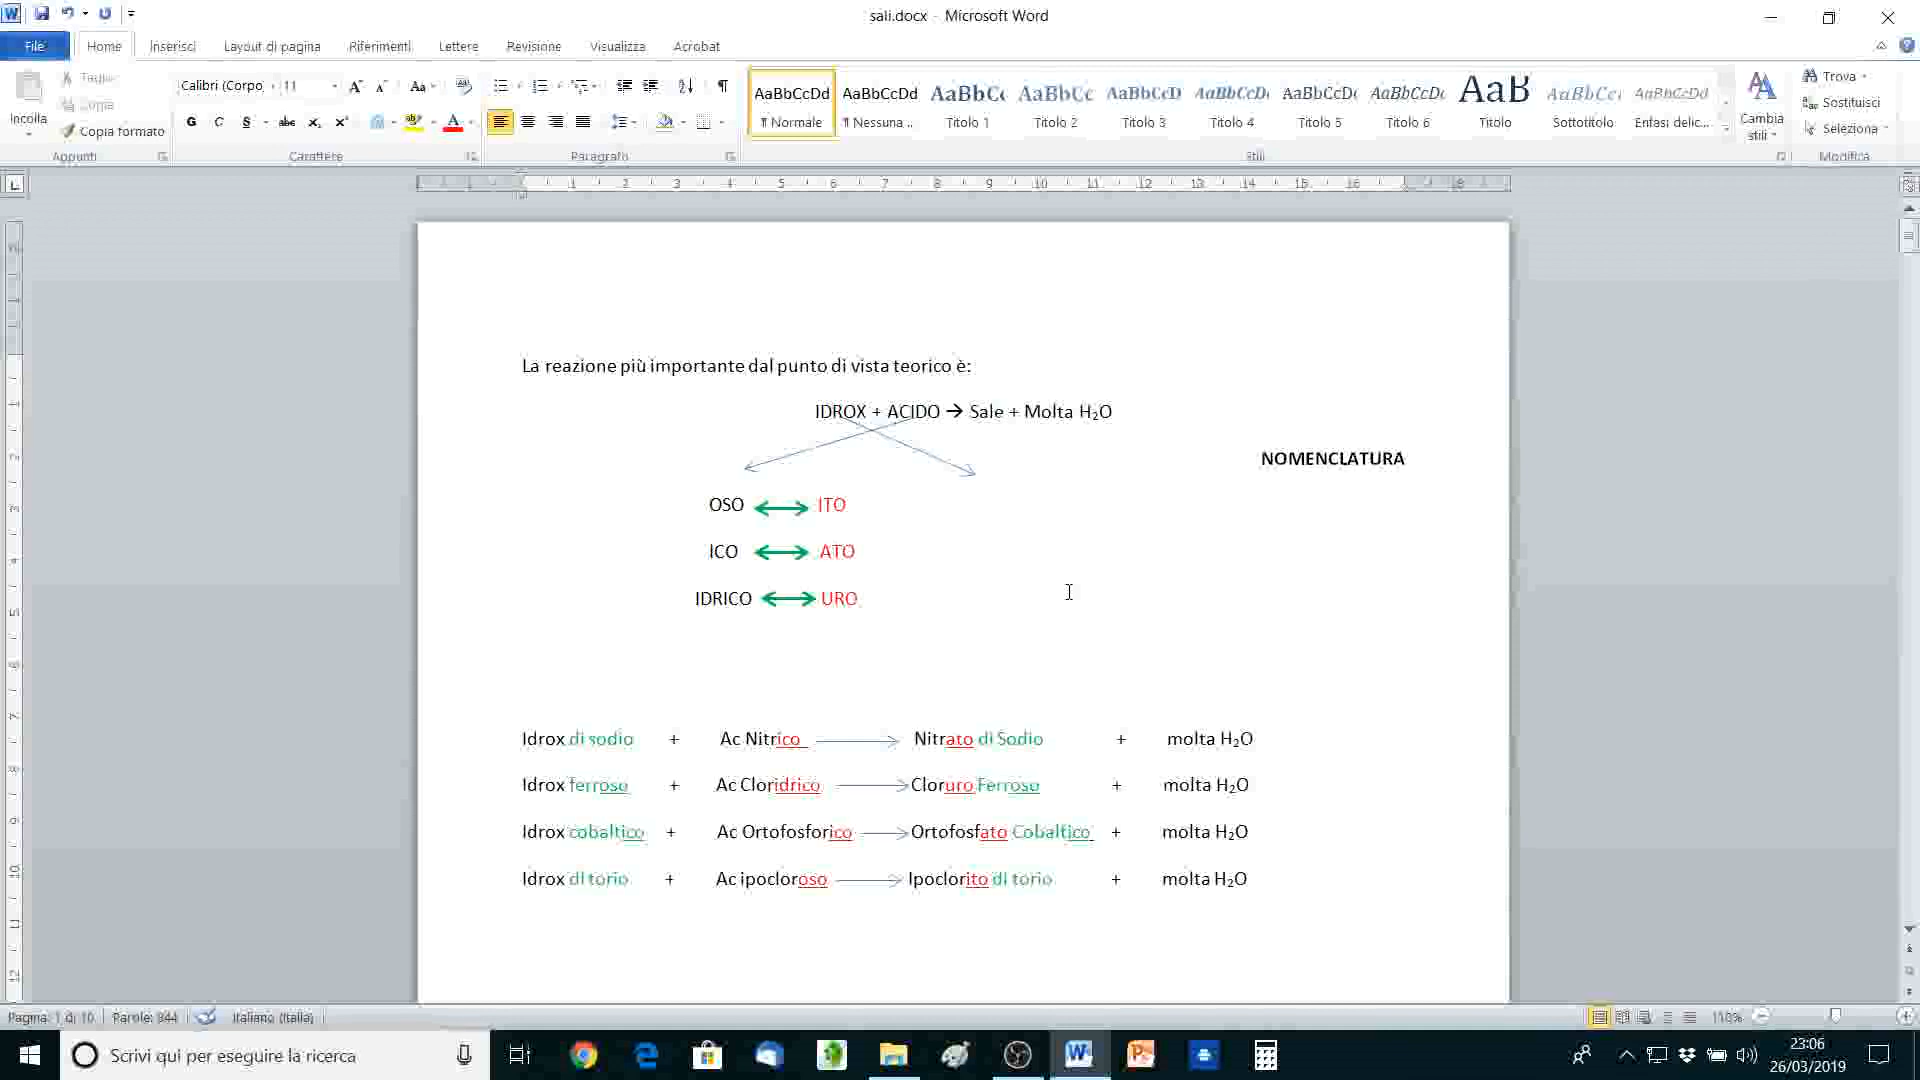 sali.docx - Microsoft Word
File Home Inserisci Layout di pagina Riferimenti Lettere Revisione Visualizza Acrobat
Incolla
Taglia
Copia
Copia formato
Calibri (Corpo 11
G C S abc
AaBbCcDd AaBbCcDd AaBbCc AaBbCc AaBbCcD AaBbCcD. AaBbCcDc AaBbCcDc AaB AaBbCc AaBbCcDd
¶ Normale ¶ Nessuna ... Titolo 1 Titolo 2 Titolo 3 Titolo 4 Titolo 5 Titolo 6 Titolo Sottotitolo Enfasi delic...
Cambia stili
Trova
Sostituisci
Seleziona
Appunti Carattere Paragrafo Stili Modifica
La reazione più importante dal punto di vista teorico è:
IDROX + ACIDO → Sale + Molta H₂O
NOMENCLATURA
OSO ITO
ICO ATO
IDRICO URO
Idrox di sodio + Ac Nitrico Nitrato di Sodio + molta H₂O
Idrox ferroso + Ac Cloridrico Cloruro Ferroso + molta H₂O
Idrox cobaltico + Ac Ortofosforico Ortofosfato Cobaltico + molta H₂O
Idrox di torio + Ac ipocloroso Ipoclorito di torio + molta H₂O
Pagina: 1 di 10 Parole: 944 Italiano (Italia) 118%
Scrivi qui per eseguire la ricerca
23:06
26/03/2019